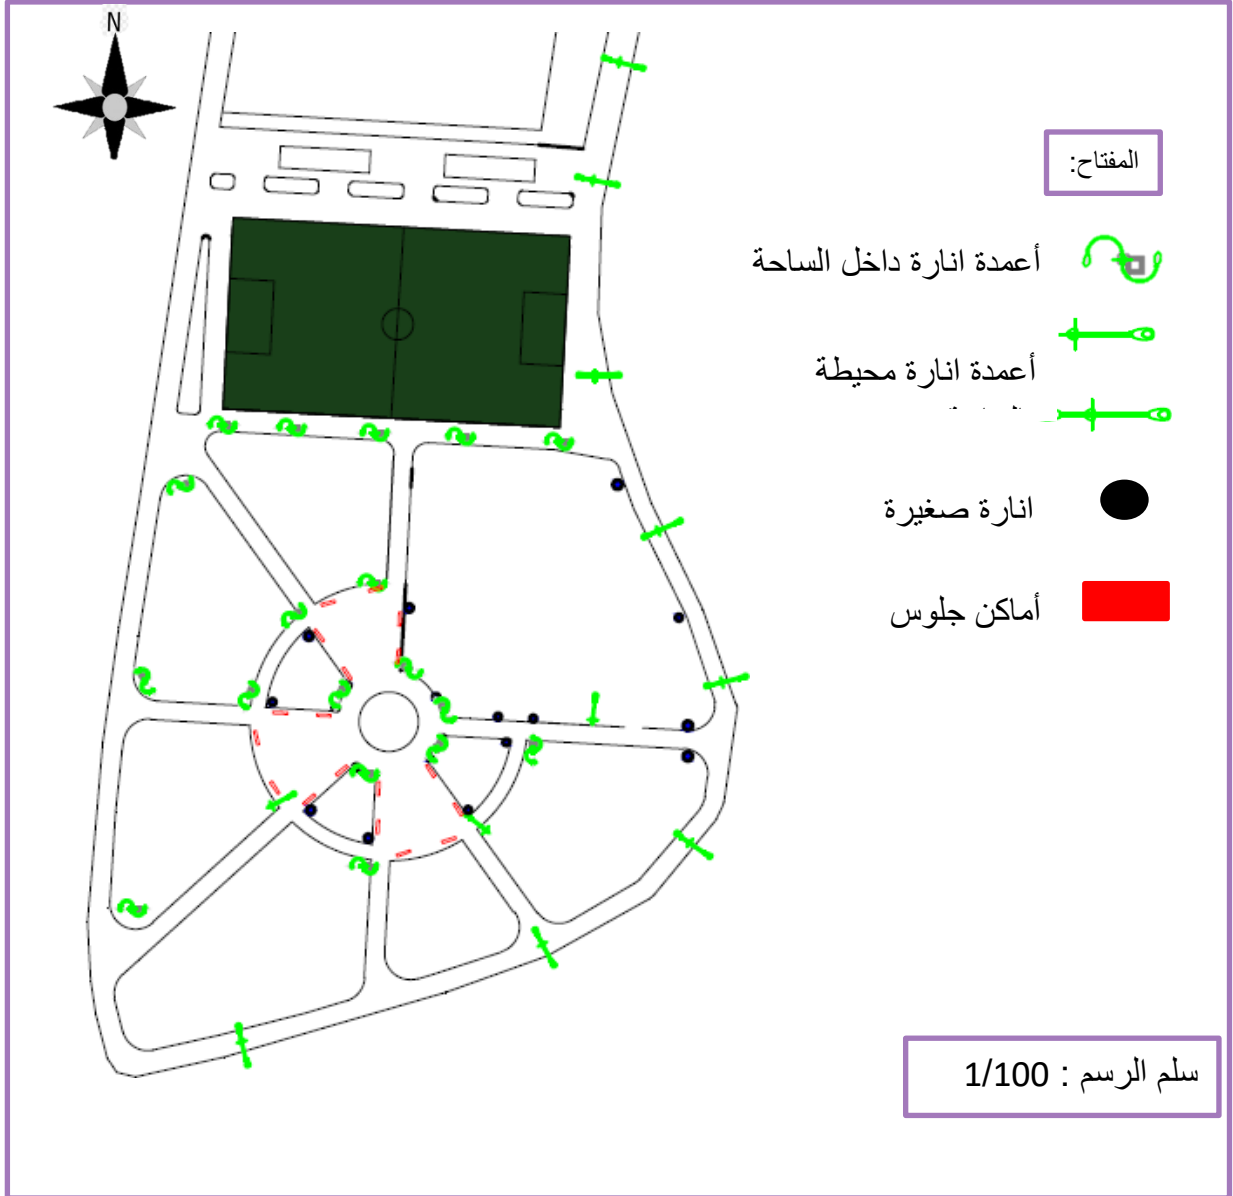 N
المفتاح:
أعمدة انارة داخل الساحة
أعمدة انارة محيطة
انارة صغيرة
أماكن جلوس
سلم الرسم : 1/100